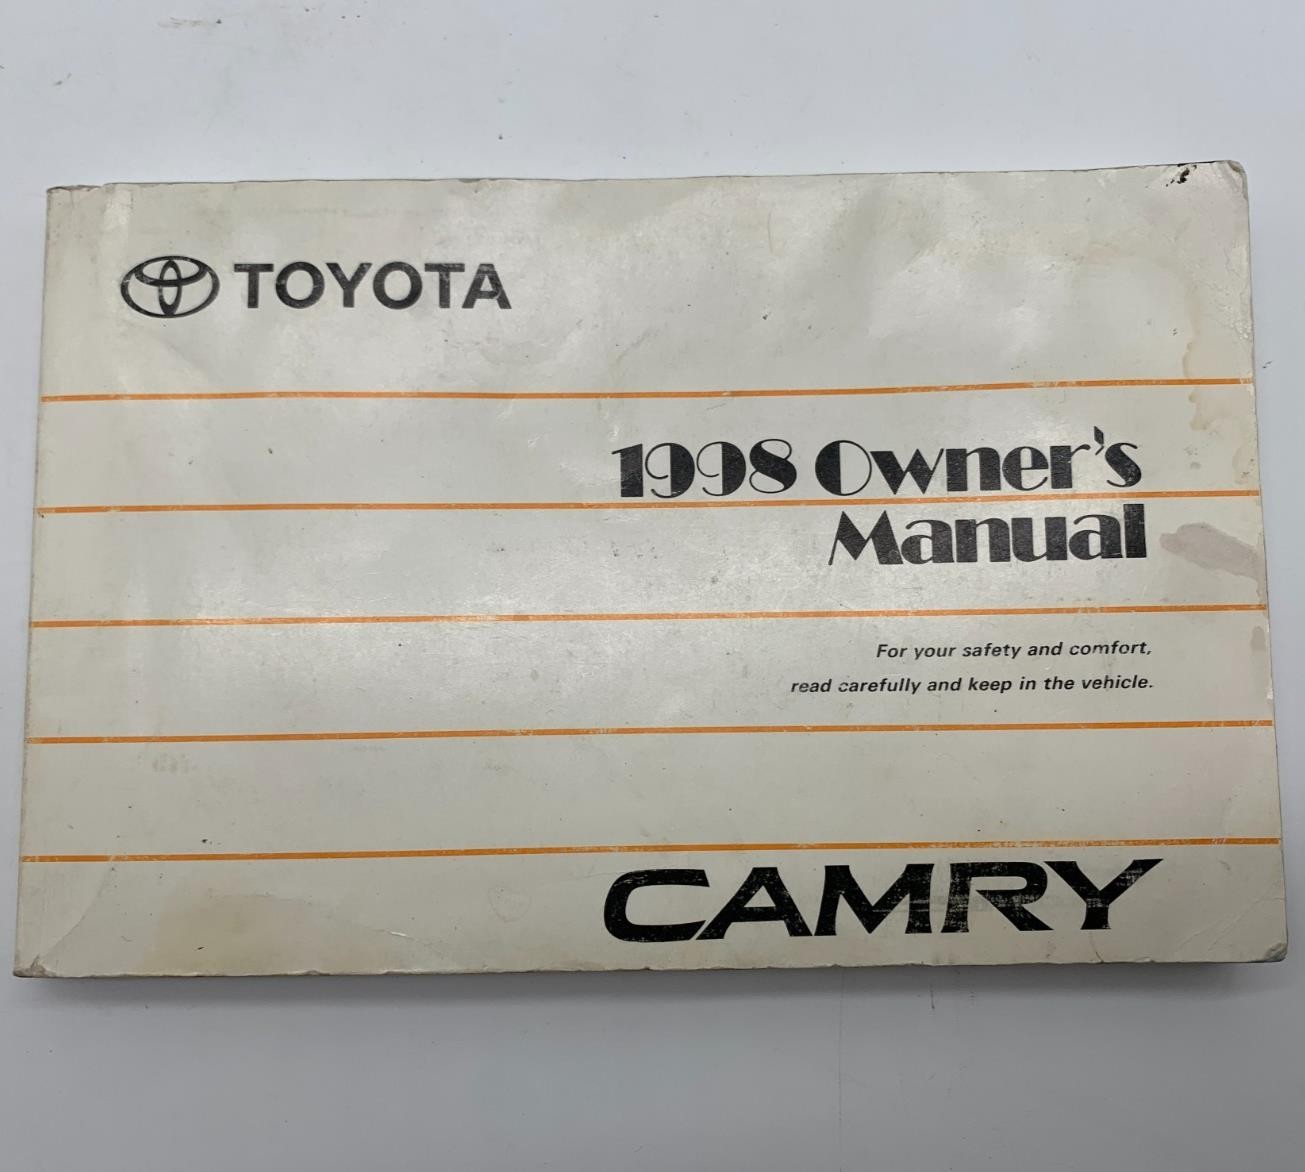 TOYOTA
1998 Owner's
Manual
For your safety and comfort,
read carefully and keep in the vehicle.
CAMRY